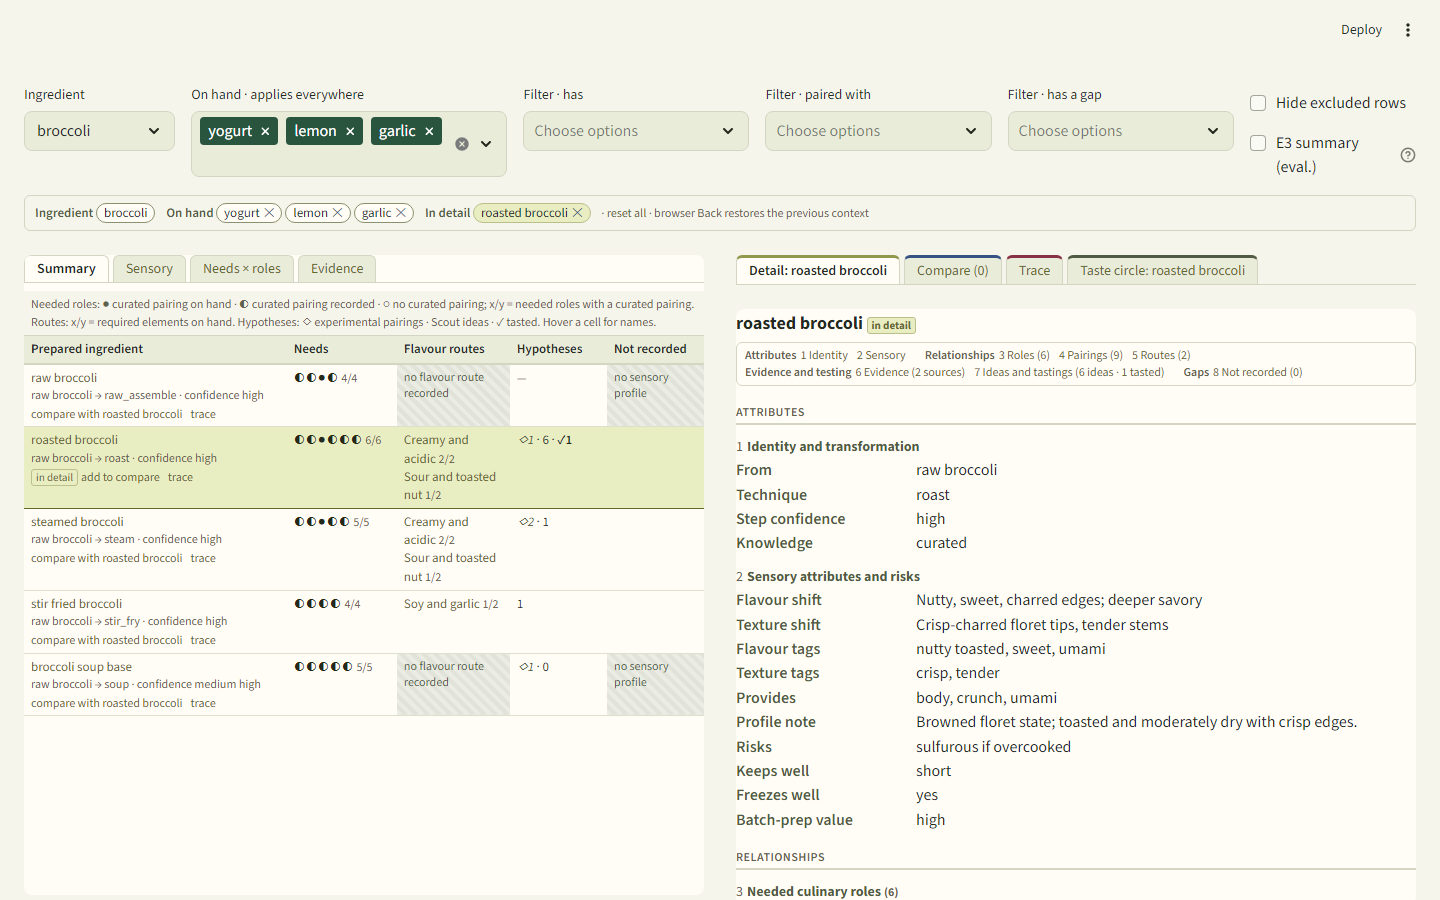 Deploy
Ingredient
On hand · applies everywhere
Filter · has
Filter · paired with
Filter · has a gap
broccoli
yogurt × lemon × garlic ×
Choose options
Choose options
Choose options
Hide excluded rows
E3 summary (eval.)
Ingredient broccoli On hand yogurt × lemon × garlic × In detail roasted broccoli × · reset all · browser Back restores the previous context
Summary
Sensory
Needs × roles
Evidence
Needed roles: ● curated pairing on hand · ◐ curated pairing recorded · ○ no curated pairing; x/y = needed roles with a curated pairing.
Routes: x/y = required elements on hand. Hypotheses: ◇ experimental pairings · Scout ideas · ✓ tasted. Hover a cell for names.
Prepared ingredient Needs Flavour routes Hypotheses Not recorded
raw broccoli
raw broccoli → raw_assemble · confidence high
compare with roasted broccoli trace
◐◐●◐ 4/4
no flavour route
recorded
—
no sensory
profile
roasted broccoli
raw broccoli → roast · confidence high
in detail add to compare trace
◐◐●◐◐◐ 6/6
Creamy and
acidic 2/2
Sour and toasted
nut 1/2
◇1 · 6 · ✓1
steamed broccoli
raw broccoli → steam · confidence high
compare with roasted broccoli trace
◐◐●◐◐ 5/5
Creamy and
acidic 2/2
Sour and toasted
nut 1/2
◇2 · 1
stir fried broccoli
raw broccoli → stir_fry · confidence high
compare with roasted broccoli trace
◐◐◐◐ 4/4
Soy and garlic 1/2
1
broccoli soup base
raw broccoli → soup · confidence medium high
compare with roasted broccoli trace
◐◐◐◐◐ 5/5
no flavour route
recorded
◇1 · 0
no sensory
profile
Detail: roasted broccoli
Compare (0)
Trace
Taste circle: roasted broccoli
roasted broccoli in detail
Attributes 1 Identity 2 Sensory Relationships 3 Roles (6) 4 Pairings (9) 5 Routes (2)
Evidence and testing 6 Evidence (2 sources) 7 Ideas and tastings (6 ideas · 1 tasted) Gaps 8 Not recorded (0)
ATTRIBUTES
1 Identity and transformation
From raw broccoli
Technique roast
Step confidence high
Knowledge curated
2 Sensory attributes and risks
Flavour shift Nutty, sweet, charred edges; deeper savory
Texture shift Crisp-charred floret tips, tender stems
Flavour tags nutty toasted, sweet, umami
Texture tags crisp, tender
Provides body, crunch, umami
Profile note Browned floret state; toasted and moderately dry with crisp edges.
Risks sulfurous if overcooked
Keeps well short
Freezes well yes
Batch-prep value high
RELATIONSHIPS
3 Needed culinary roles (6)